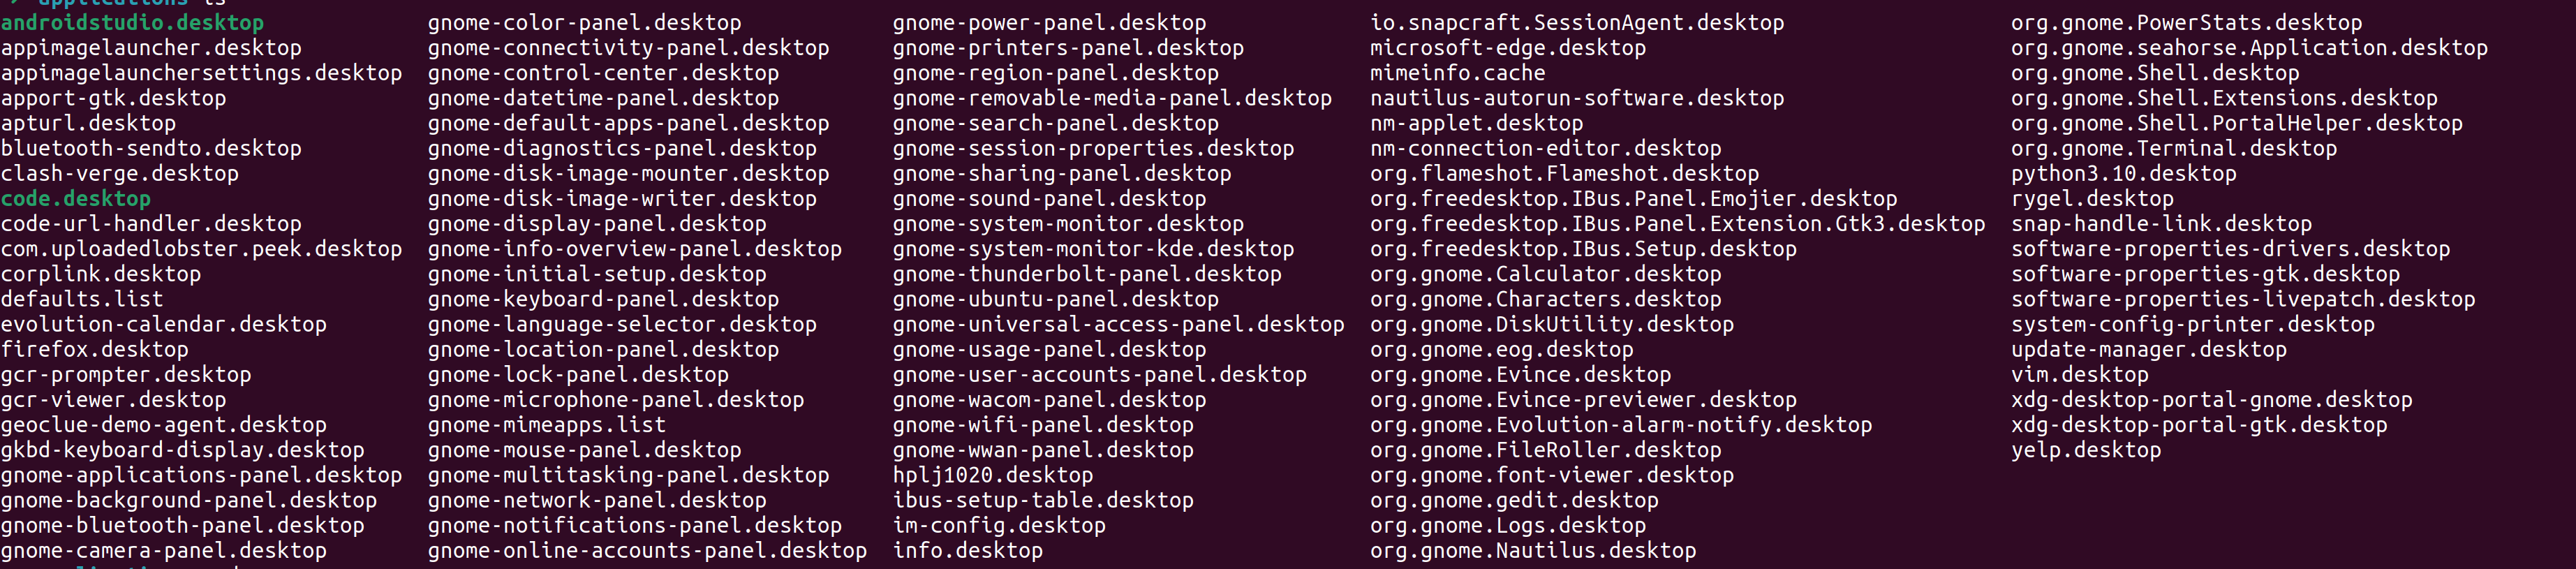 applications ls
androidstudio.desktop gnome-color-panel.desktop gnome-power-panel.desktop io.snapcraft.SessionAgent.desktop org.gnome.PowerStats.desktop
appimagelauncher.desktop gnome-connectivity-panel.desktop gnome-printers-panel.desktop microsoft-edge.desktop org.gnome.seahorse.Application.desktop
appimagelaunchersettings.desktop gnome-control-center.desktop gnome-region-panel.desktop mimeinfo.cache org.gnome.Shell.desktop
apport-gtk.desktop gnome-datetime-panel.desktop gnome-removable-media-panel.desktop nautilus-autorun-software.desktop org.gnome.Shell.Extensions.desktop
apturl.desktop gnome-default-apps-panel.desktop gnome-search-panel.desktop nm-applet.desktop org.gnome.Shell.PortalHelper.desktop
bluetooth-sendto.desktop gnome-diagnostics-panel.desktop gnome-session-properties.desktop nm-connection-editor.desktop org.gnome.Terminal.desktop
clash-verge.desktop gnome-disk-image-mounter.desktop gnome-sharing-panel.desktop org.flameshot.Flameshot.desktop python3.10.desktop
code.desktop gnome-disk-image-writer.desktop gnome-sound-panel.desktop org.freedesktop.IBus.Panel.Emojier.desktop rygel.desktop
code-url-handler.desktop gnome-display-panel.desktop gnome-system-monitor.desktop org.freedesktop.IBus.Panel.Extension.Gtk3.desktop snap-handle-link.desktop
com.uploadedlobster.peek.desktop gnome-info-overview-panel.desktop gnome-system-monitor-kde.desktop org.freedesktop.IBus.Setup.desktop software-properties-drivers.desktop
corplink.desktop gnome-initial-setup.desktop gnome-thunderbolt-panel.desktop org.gnome.Calculator.desktop software-properties-gtk.desktop
defaults.list gnome-keyboard-panel.desktop gnome-ubuntu-panel.desktop org.gnome.Characters.desktop software-properties-livepatch.desktop
evolution-calendar.desktop gnome-language-selector.desktop gnome-universal-access-panel.desktop org.gnome.DiskUtility.desktop system-config-printer.desktop
firefox.desktop gnome-location-panel.desktop gnome-usage-panel.desktop org.gnome.eog.desktop update-manager.desktop
gcr-prompter.desktop gnome-lock-panel.desktop gnome-user-accounts-panel.desktop org.gnome.Evince.desktop vim.desktop
gcr-viewer.desktop gnome-microphone-panel.desktop gnome-wacom-panel.desktop org.gnome.Evince-previewer.desktop xdg-desktop-portal-gnome.desktop
geoclue-demo-agent.desktop gnome-mimeapps.list gnome-wifi-panel.desktop org.gnome.Evolution-alarm-notify.desktop xdg-desktop-portal-gtk.desktop
gkbd-keyboard-display.desktop gnome-mouse-panel.desktop gnome-wwan-panel.desktop org.gnome.FileRoller.desktop yelp.desktop
gnome-applications-panel.desktop gnome-multitasking-panel.desktop hplj1020.desktop org.gnome.font-viewer.desktop
gnome-background-panel.desktop gnome-network-panel.desktop ibus-setup-table.desktop org.gnome.gedit.desktop
gnome-bluetooth-panel.desktop gnome-notifications-panel.desktop im-config.desktop org.gnome.Logs.desktop
gnome-camera-panel.desktop gnome-online-accounts-panel.desktop info.desktop org.gnome.Nautilus.desktop